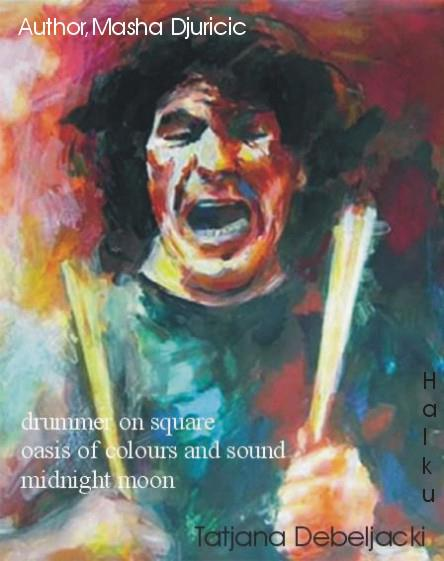 Author, Masha Djuricic
drummer on square
oasis of colours and sound
midnight moon
Haiku
Tatjana Debeljacki